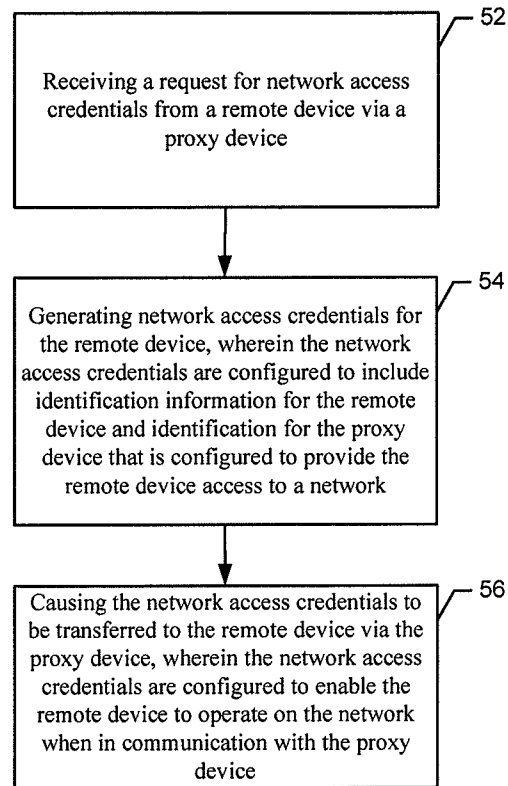 52
Receiving a request for network access
credentials from a remote device via a
proxy device
54
Generating network access credentials for
the remote device, wherein the network
access credentials are configured to include
identification information for the remote
device and identification for the proxy
device that is configured to provide the
remote device access to a network
56
Causing the network access credentials to
be transferred to the remote device via the
proxy device, wherein the network access
credentials are configured to enable the
remote device to operate on the network
when in communication with the proxy
device